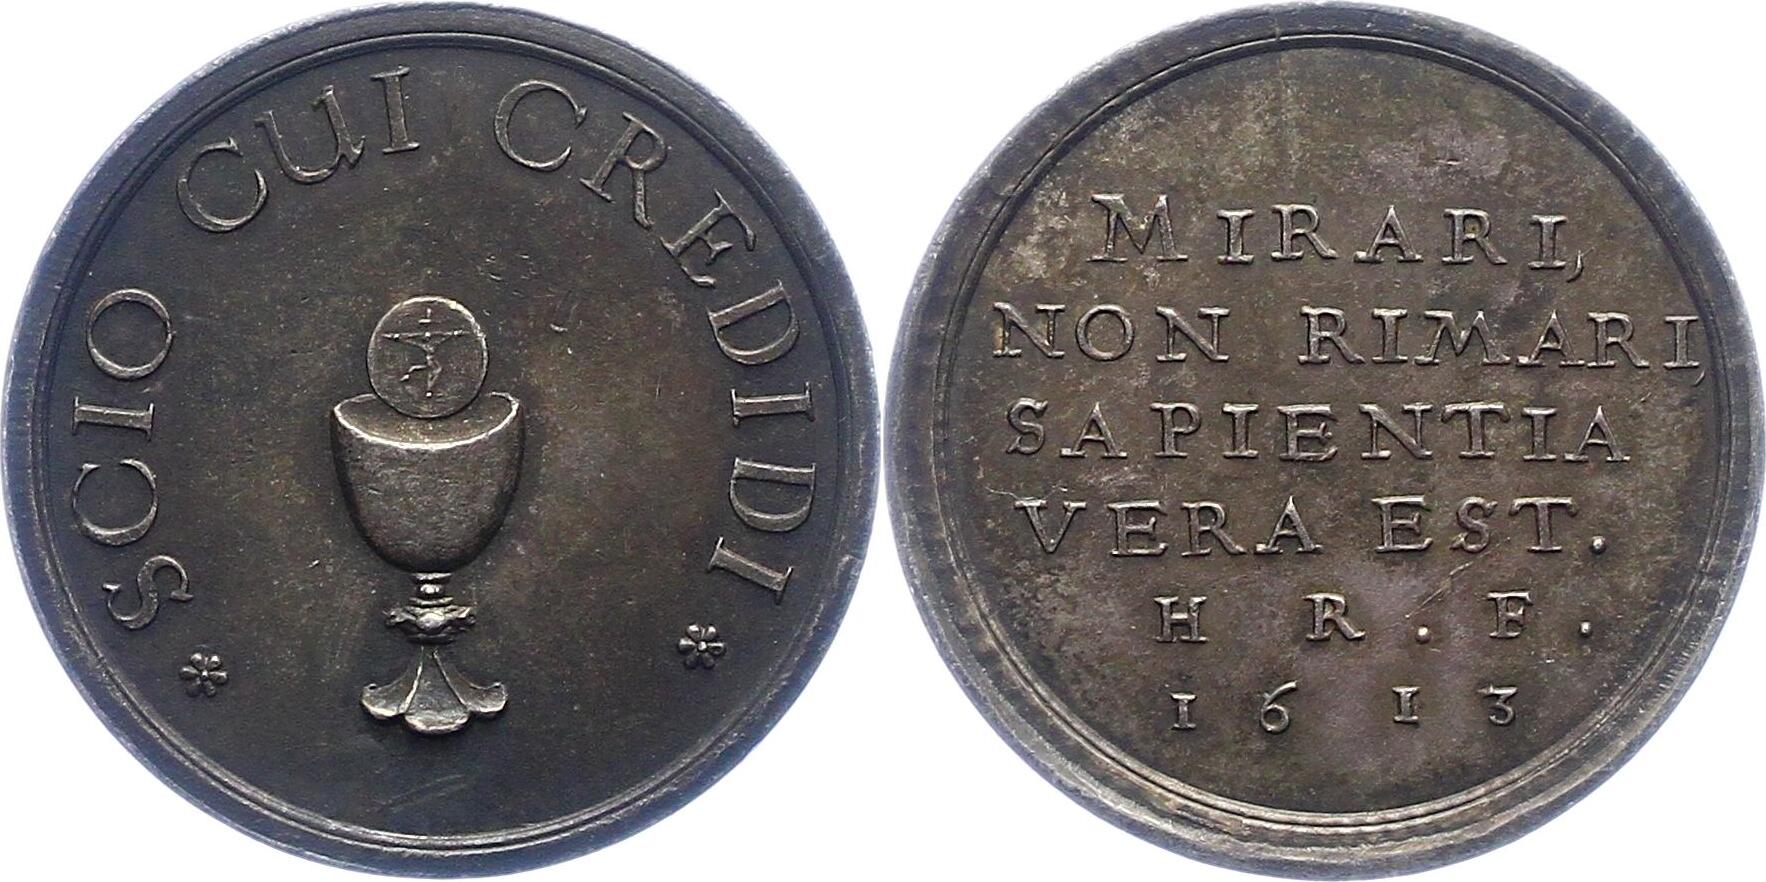 SCIO CUI CREDIDI
MIRARI,
NON RIMARI,
SAPIENTIA
VERA EST.
H R . F .
1613